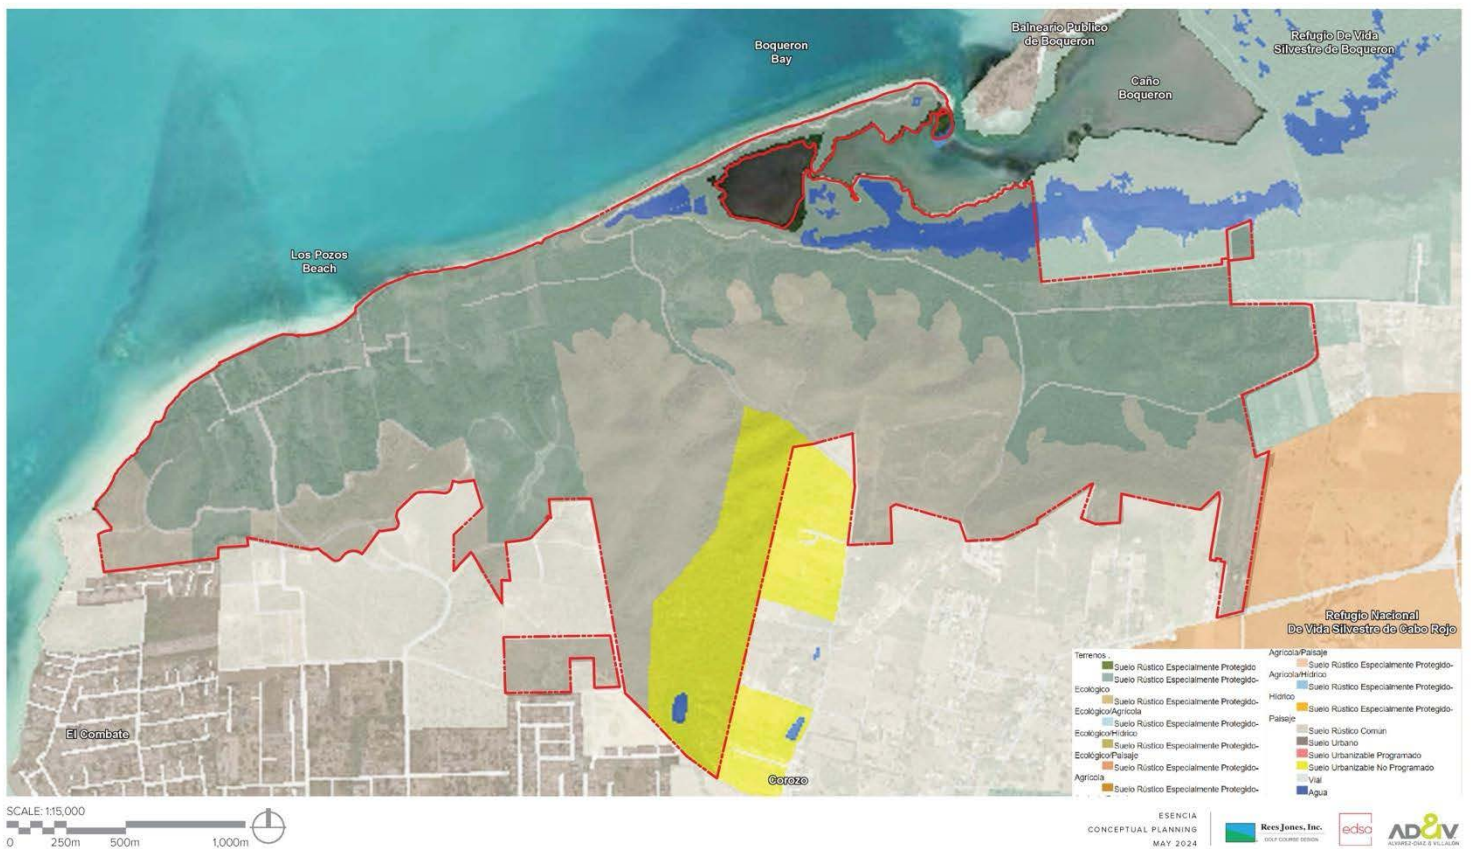 Boqueron
Bay
Balneario Publico
de Boqueron
Refugio De Vida
Silvestre de Boqueron
Caño
Boqueron
Los Pozos
Beach
Refugio Nacional
De Vida Silvestre de Cabo Rojo
El Combate
Corozo
Terrenos .
Suelo Rústico Especialmente Protegido
Suelo Rústico Especialmente Protegido-
Ecológico
Suelo Rústico Especialmente Protegido-
Ecológico/Agrícola
Suelo Rústico Especialmente Protegido-
Ecológico/Hídrico
Suelo Rústico Especialmente Protegido-
Ecológico/Paisaje
Suelo Rústico Especialmente Protegido-
Agrícola
Suelo Rústico Especialmente Protegido-
Agrícola/Paisaje
Suelo Rústico Especialmente Protegido-
Agrícola/Hídrico
Suelo Rústico Especialmente Protegido-
Hídrico
Suelo Rústico Especialmente Protegido-
Paisaje
Suelo Rústico Común
Suelo Urbano
Suelo Urbanizable Programado
Suelo Urbanizable No Programado
Vial
Agua
SCALE: 1:15,000
0 250m 500m 1,000m
ESENCIA
CONCEPTUAL PLANNING
MAY 2024
Rees Jones, Inc.
GOLF COURSE DESIGN
edsa
AD&V
ALVAREZ-DIAZ & VILLALON